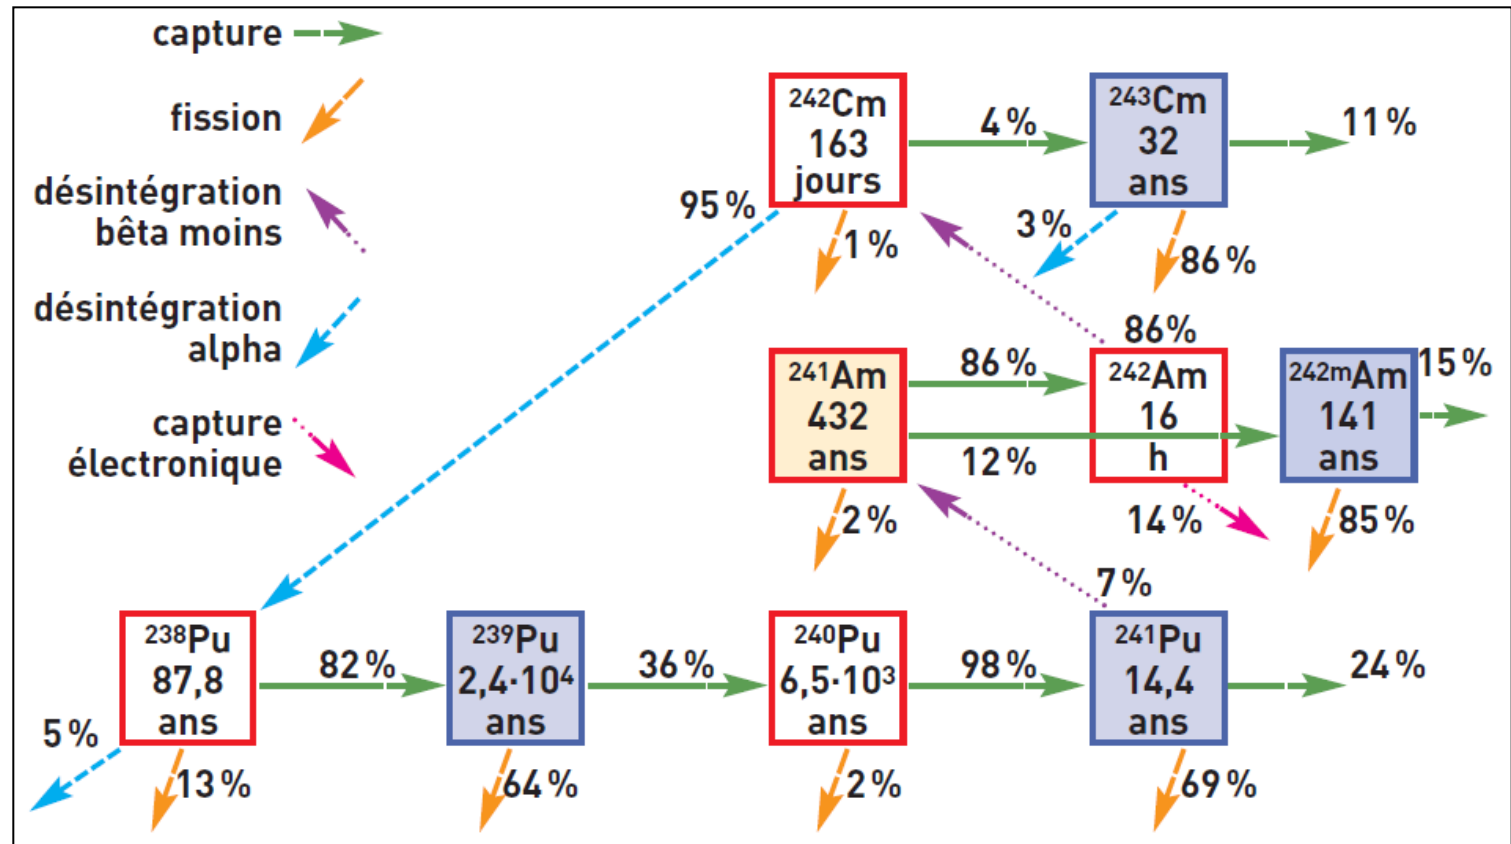 capture
fission
désintégration
bêta moins
désintégration
alpha
capture
électronique
²⁴²Cm
163
jours
4 %
²⁴³Cm
32
ans
11 %
95 %
1 %
3 %
86 %
86%
²⁴¹Am
432
ans
86 %
12 %
²⁴²Am
16
h
²⁴²ᵐAm
141
ans
15 %
2 %
14 %
85 %
7 %
²³⁸Pu
87,8
ans
82 %
²³⁹Pu
2,4·10⁴
ans
36 %
²⁴⁰Pu
6,5·10³
ans
98 %
²⁴¹Pu
14,4
ans
24 %
5 %
13 %
64 %
2 %
69 %